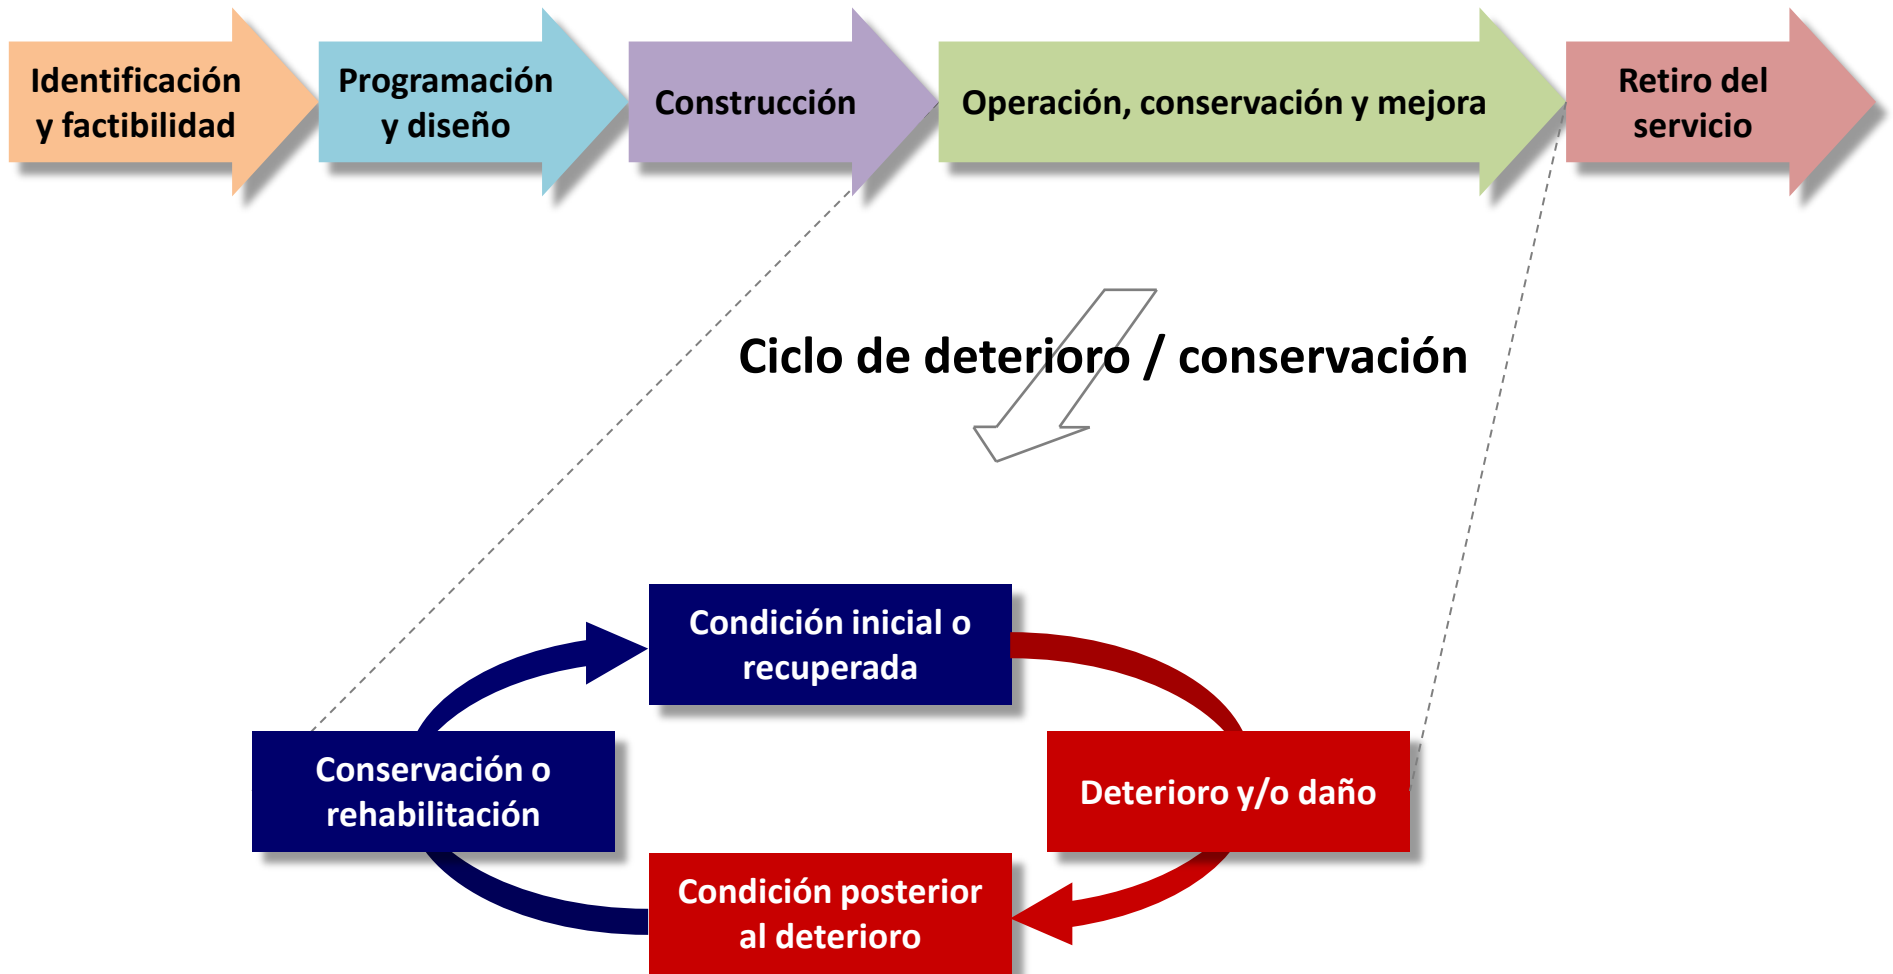 Identificación
y factibilidad
Programación
y diseño
Construcción
Operación, conservación y mejora
Retiro del
servicio
Ciclo de deterioro / conservación
Condición inicial o
recuperada
Conservación o
rehabilitación
Deterioro y/o daño
Condición posterior
al deterioro